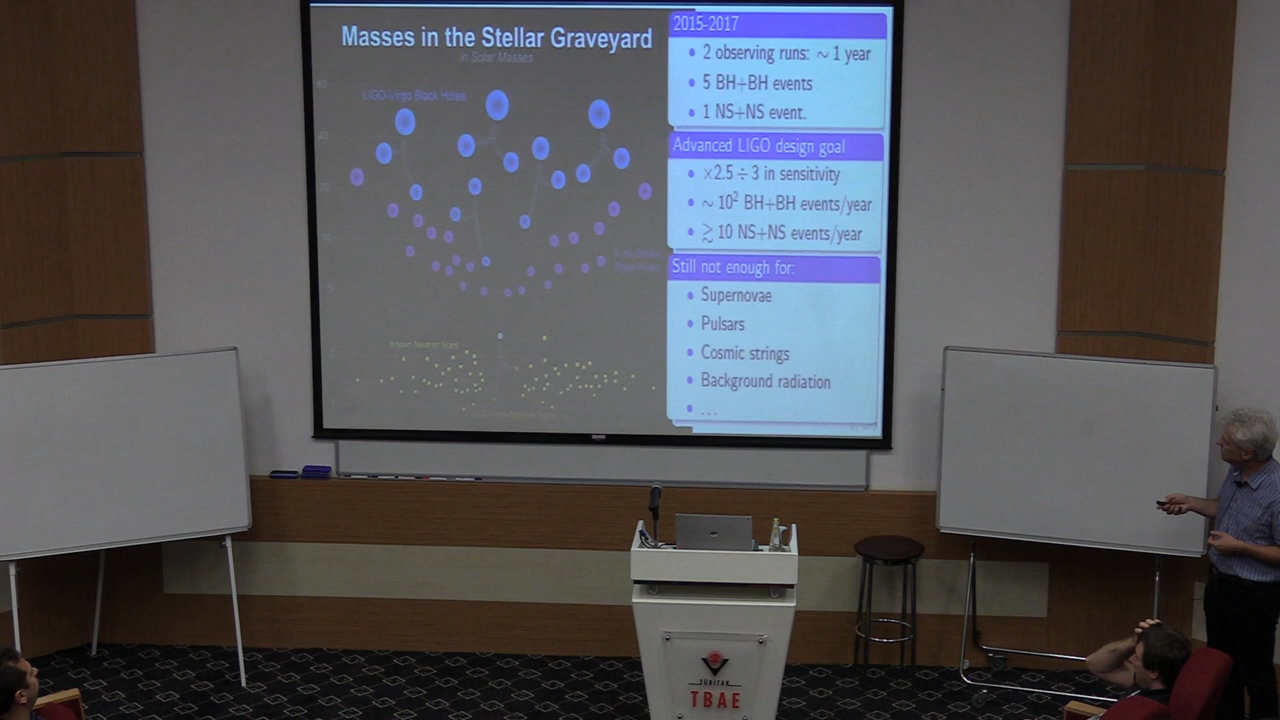 Masses in the Stellar Graveyard
in Solar Masses
LIGO-Virgo Black Holes
Known Neutron Stars
2015-2017
• 2 observing runs: ∼ 1 year
• 5 BH+BH events
• 1 NS+NS event.
Advanced LIGO design goal
• ×2.5 ÷ 3 in sensitivity
• ∼ 10² BH+BH events/year
• ≳ 10 NS+NS events/year
Still not enough for:
• Supernovae
• Pulsars
• Cosmic strings
• Background radiation
• ...
TÜBİTAK
TBAE